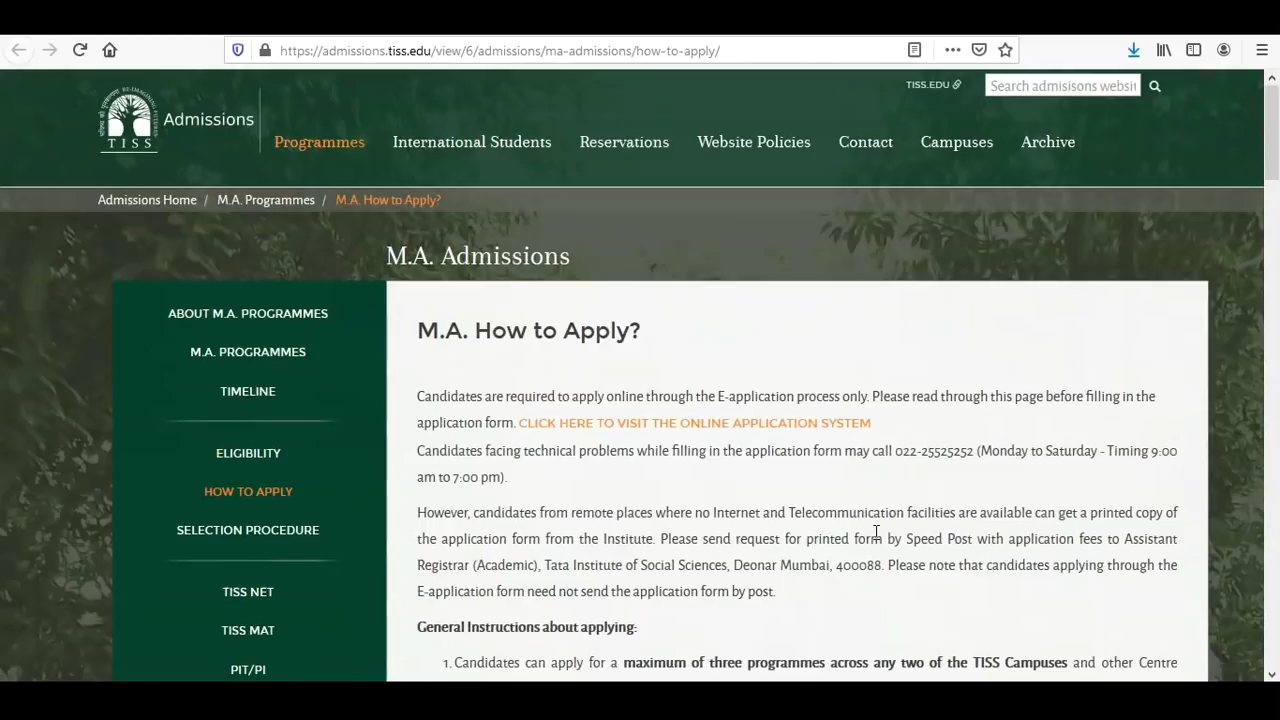 https://admissions.tiss.edu/view/6/admissions/ma-admissions/how-to-apply/
TISS.EDU
Search admisisons websit
TISS
Admissions
Programmes
International Students
Reservations
Website Policies
Contact
Campuses
Archive
Admissions Home / M.A. Programmes / M.A. How to Apply?
M.A. Admissions
ABOUT M.A. PROGRAMMES
M.A. PROGRAMMES
TIMELINE
ELIGIBILITY
HOW TO APPLY
SELECTION PROCEDURE
TISS NET
TISS MAT
PIT/PI
M.A. How to Apply?
Candidates are required to apply online through the E-application process only. Please read through this page before filling in the
application form. CLICK HERE TO VISIT THE ONLINE APPLICATION SYSTEM
Candidates facing technical problems while filling in the application form may call 022-25525252 (Monday to Saturday - Timing 9:00
am to 7:00 pm).
However, candidates from remote places where no Internet and Telecommunication facilities are available can get a printed copy of
the application form from the Institute. Please send request for printed form by Speed Post with application fees to Assistant
Registrar (Academic), Tata Institute of Social Sciences, Deonar Mumbai, 400088. Please note that candidates applying through the
E-application form need not send the application form by post.
General Instructions about applying:
1. Candidates can apply for a maximum of three programmes across any two of the TISS Campuses and other Centre